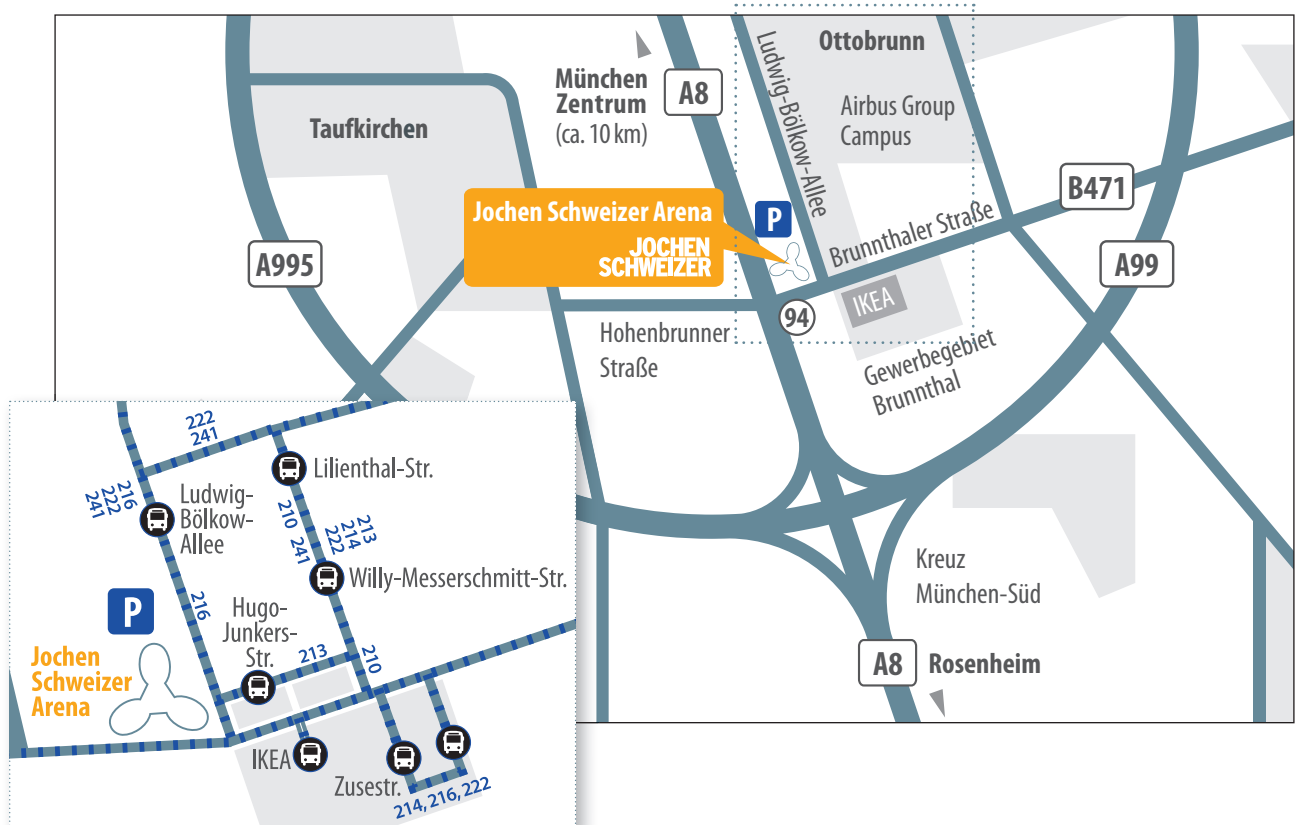 Ottobrunn
Ludwig-Bölkow-Allee
München
Zentrum
(ca. 10 km)
A8
Airbus Group
Campus
Taufkirchen
B471
Jochen Schweizer Arena
JOCHEN
SCHWEIZER
P
Brunnthaler Straße
A995
A99
IKEA
94
Hohenbrunner
Straße
Gewerbegebiet
Brunnthal
Kreuz
München-Süd
A8
Rosenheim
222
241
Lilienthal-Str.
216
222
241
Ludwig-
Bölkow-
Allee
210
241
213
214
222
Willy-Messerschmitt-Str.
216
P
Hugo-
Junkers-
Str.
213
210
Jochen
Schweizer
Arena
IKEA
Zusestr.
214, 216, 222